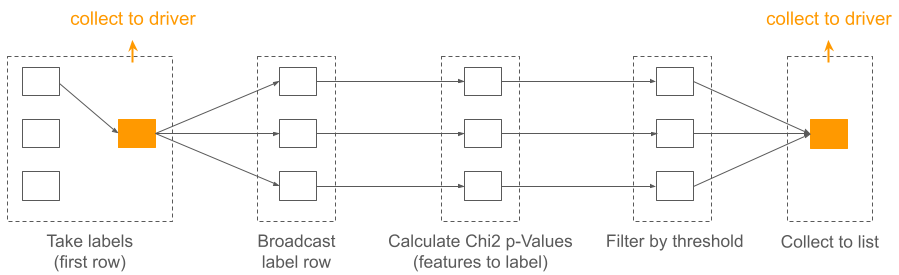 collect to driver
collect to driver
Take labels
(first row)
Broadcast
label row
Calculate Chi2 p-Values
(features to label)
Filter by threshold
Collect to list